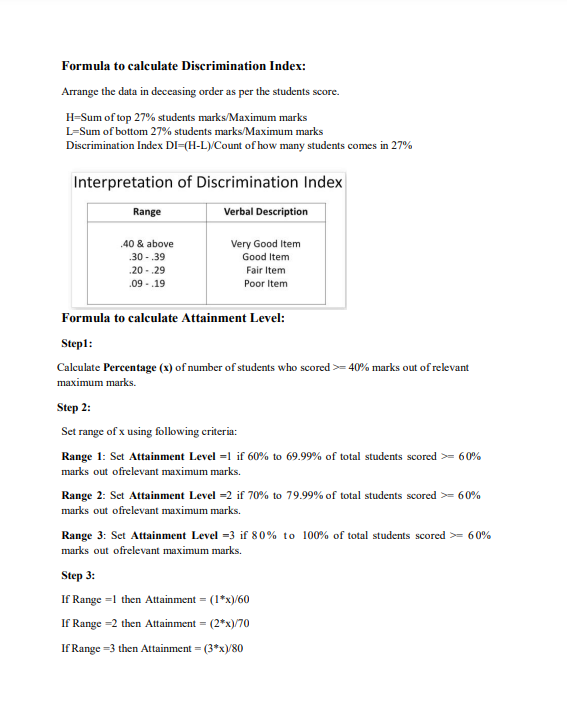 Formula to calculate Discrimination Index:
Arrange the data in deceasing order as per the students score.
H=Sum of top 27% students marks/Maximum marks
L=Sum of bottom 27% students marks/Maximum marks
Discrimination Index DI=(H-L)/Count of how many students comes in 27%
Interpretation of Discrimination Index
Range Verbal Description
.40 & above Very Good Item
.30 - .39 Good Item
.20 - .29 Fair Item
.09 - .19 Poor Item
Formula to calculate Attainment Level:
Step1:
Calculate Percentage (x) of number of students who scored >= 40% marks out of relevant
maximum marks.
Step 2:
Set range of x using following criteria:
Range 1: Set Attainment Level =1 if 60% to 69.99% of total students scored >= 60%
marks out ofrelevant maximum marks.
Range 2: Set Attainment Level =2 if 70% to 79.99% of total students scored >= 60%
marks out ofrelevant maximum marks.
Range 3: Set Attainment Level =3 if 80% to 100% of total students scored >= 60%
marks out ofrelevant maximum marks.
Step 3:
If Range =1 then Attainment = (1*x)/60
If Range =2 then Attainment = (2*x)/70
If Range =3 then Attainment = (3*x)/80